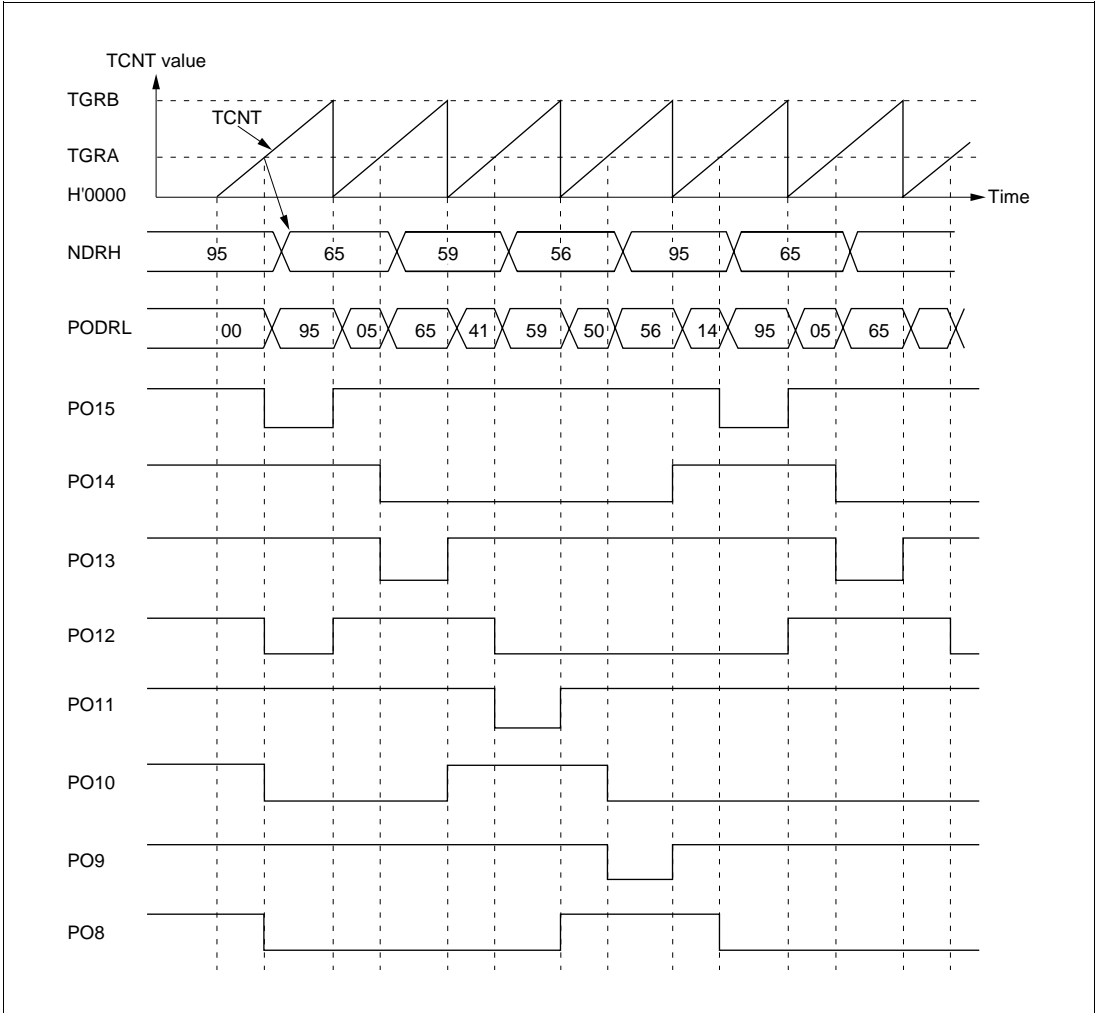 TCNT value
TGRB
TCNT
TGRA
H'0000
Time
NDRH 95 65 59 56 95 65
PODRL 00 95 05 65 41 59 50 56 14 95 05 65
PO15
PO14
PO13
PO12
PO11
PO10
PO9
PO8